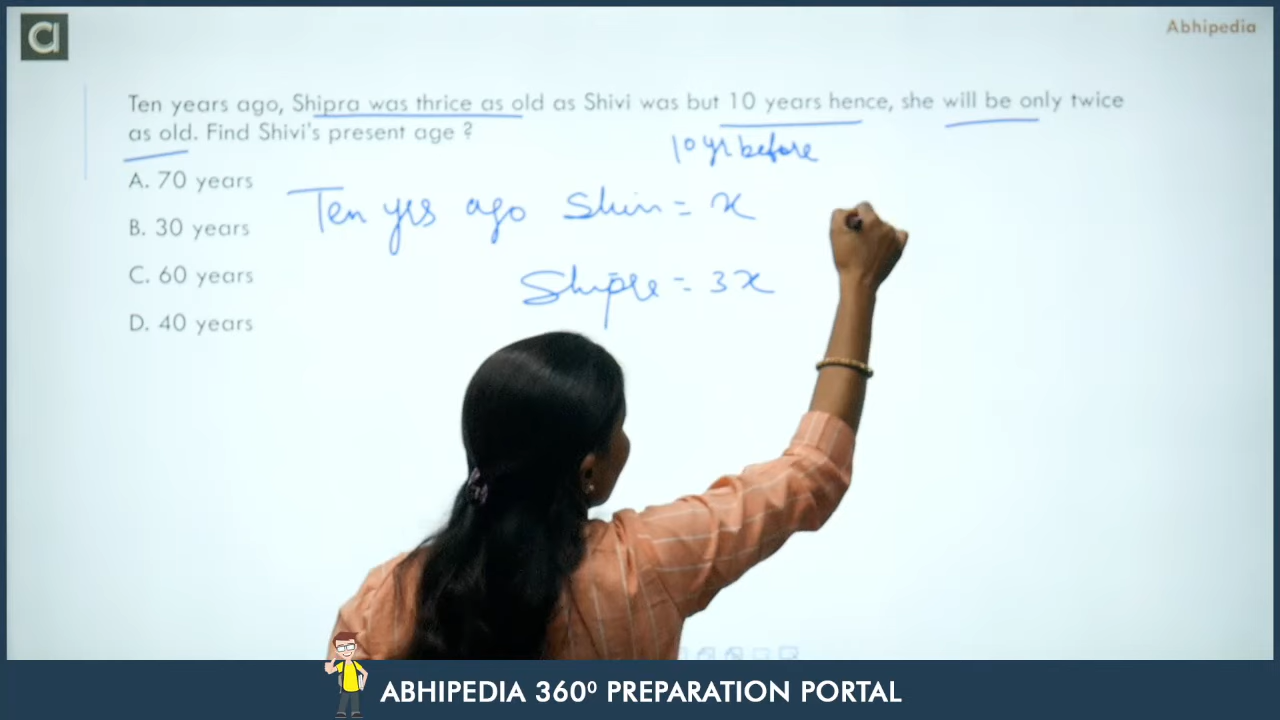 Abhipedia
Ten years ago, Shipra was thrice as old as Shivi was but 10 years hence, she will be only twice
as old. Find Shivi's present age ?
10 yr before
A. 70 years
Ten yrs ago Shivi = x
B. 30 years
C. 60 years
Shipra = 3x
D. 40 years
ABHIPEDIA 360⁰ PREPARATION PORTAL